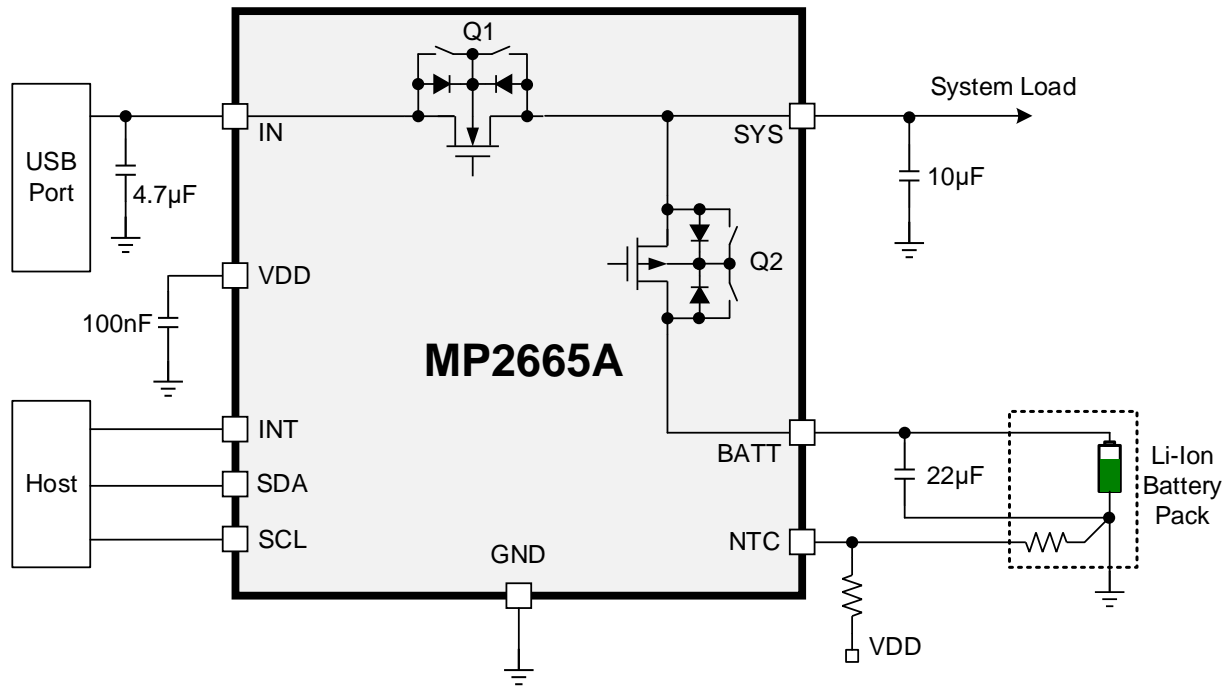 Q1
System Load
IN
SYS
USB
Port
4.7µF
10µF
Q2
VDD
100nF
MP2665A
INT
BATT
Li-Ion
Battery
Pack
22µF
Host
SDA
SCL
NTC
GND
VDD